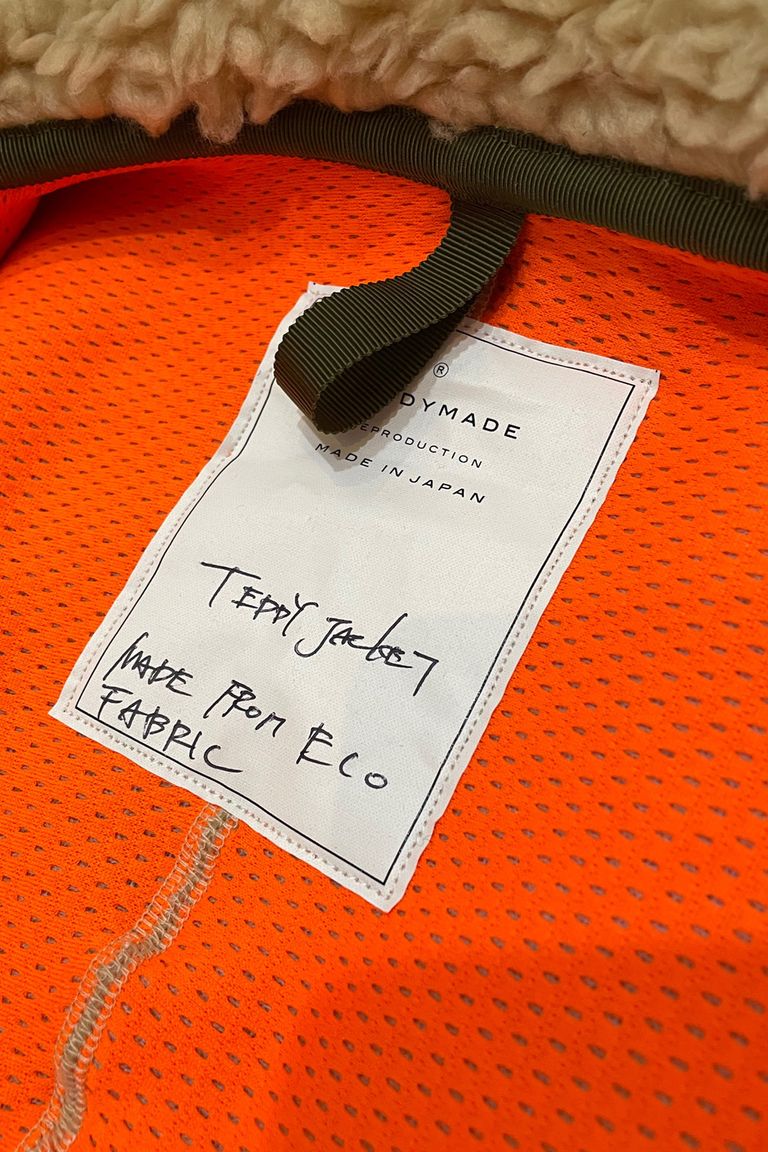 ®
DYMADE
EPRODUCTION
MADE IN JAPAN
TEDDY JACKET
MADE FROM ECO
FABRIC